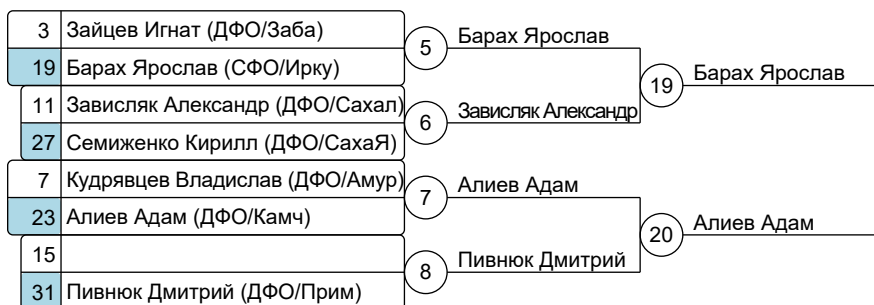 3 Зайцев Игнат (ДФО/Заба)
19 Барах Ярослав (СФО/Ирку)
5 Барах Ярослав
11 Зависляк Александр (ДФО/Сахал)
27 Семиженко Кирилл (ДФО/СахаЯ)
6 Зависляк Александр
19 Барах Ярослав
7 Кудрявцев Владислав (ДФО/Амур)
23 Алиев Адам (ДФО/Камч)
7 Алиев Адам
15
31 Пивнюк Дмитрий (ДФО/Прим)
8 Пивнюк Дмитрий
20 Алиев Адам